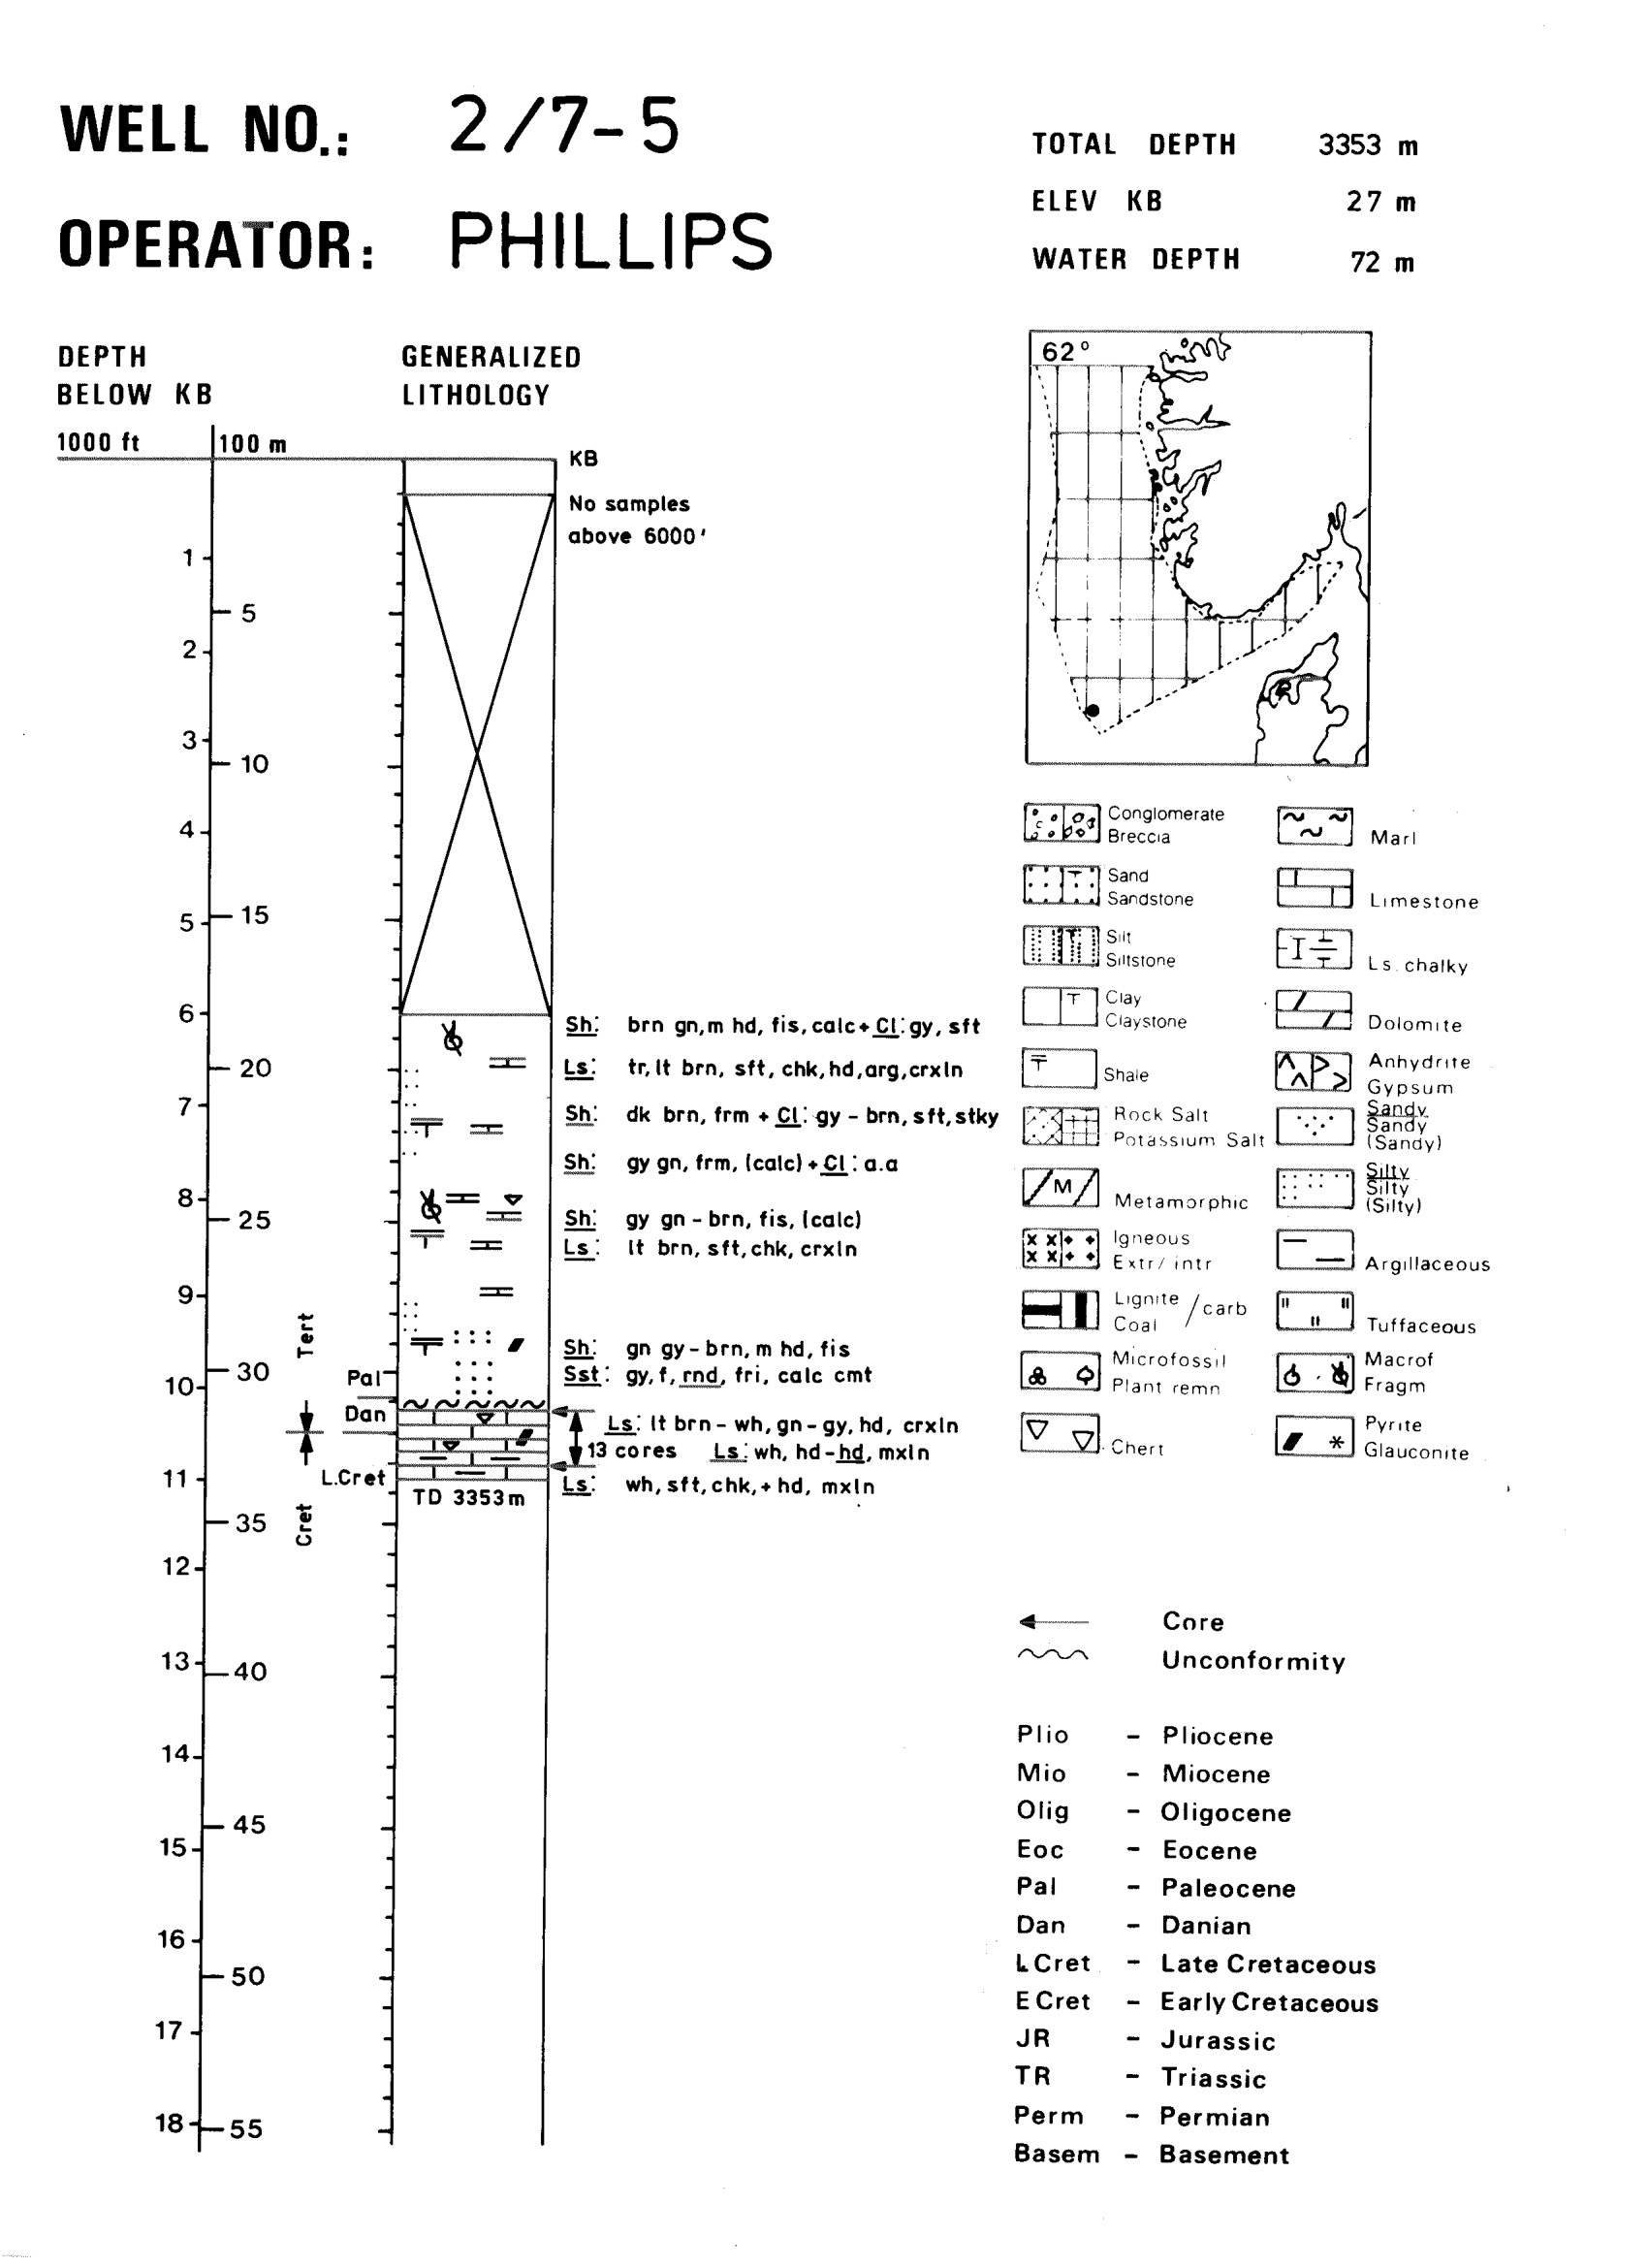 WELL NO.: 2/7-5
OPERATOR: PHILLIPS
TOTAL DEPTH 3353 m
ELEV KB 27 m
WATER DEPTH 72 m
DEPTH
BELOW KB
1000 ft 100 m
GENERALIZED
LITHOLOGY
KB
No samples
above 6000'
1
5
2
3
10
4
5
15
6
20
7
8
25
9
30
10
11
35
12
13
40
14
45
15
16
50
17
18
55
Tert
Cret
Pal
Dan
L.Cret
Sh: brn gn, m hd, fis, calc + Cl: gy, sft
Ls: tr, lt brn, sft, chk, hd, arg, crxln
Sh: dk brn, frm + Cl: gy - brn, sft, stky
Sh: gy gn, frm, (calc) + Cl: a.a
Sh: gy gn - brn, fis, (calc)
Ls: lt brn, sft, chk, crxln
Sh: gn gy - brn, m hd, fis
Sst: gy, f, rnd, fri, calc cmt
Ls: lt brn - wh, gn - gy, hd, crxln
13 cores Ls: wh, hd - hd, mxln
Ls: wh, sft, chk, + hd, mxln
TD 3353 m
62°
Conglomerate
Breccia
Marl
Sand
Sandstone
Limestone
Silt
Siltstone
Ls. chalky
Clay
Claystone
Dolomite
Shale
Anhydrite
Gypsum
Rock Salt
Potassium Salt
Sandy
Sandy
(Sandy)
M
Metamorphic
Silty
Silty
(Silty)
Igneous
Extr/ intr
Argillaceous
Lignite
Coal / carb
Tuffaceous
Microfossil
Plant remn
Macrof
Fragm
Chert
Pyrite
Glauconite
Core
Unconformity
Plio - Pliocene
Mio - Miocene
Olig - Oligocene
Eoc - Eocene
Pal - Paleocene
Dan - Danian
L Cret - Late Cretaceous
E Cret - Early Cretaceous
JR - Jurassic
TR - Triassic
Perm - Permian
Basem - Basement